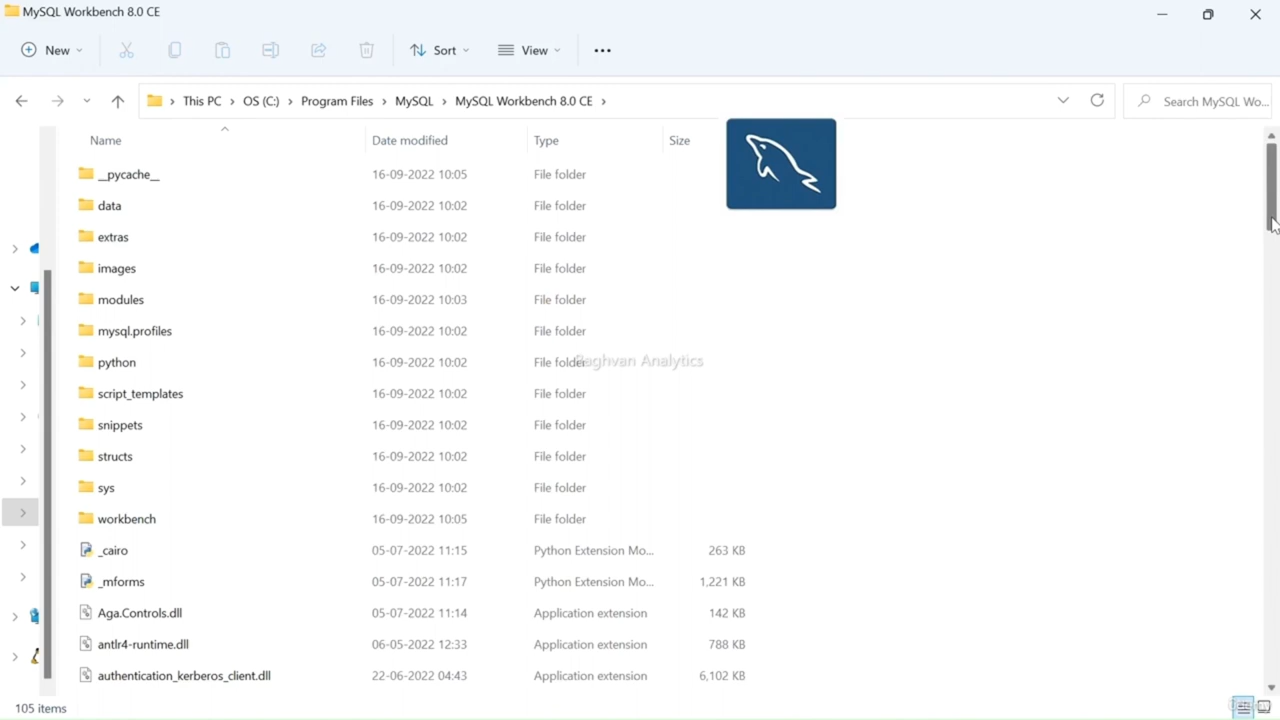 MySQL Workbench 8.0 CE
New Sort View
This PC OS (C:) Program Files MySQL MySQL Workbench 8.0 CE Search MySQL Wo...
Name Date modified Type Size
__pycache__ 16-09-2022 10:05 File folder
data 16-09-2022 10:02 File folder
extras 16-09-2022 10:02 File folder
images 16-09-2022 10:02 File folder
modules 16-09-2022 10:03 File folder
mysql.profiles 16-09-2022 10:02 File folder
python 16-09-2022 10:02 File folder
Raghvan Analytics
script_templates 16-09-2022 10:02 File folder
snippets 16-09-2022 10:02 File folder
structs 16-09-2022 10:02 File folder
sys 16-09-2022 10:02 File folder
workbench 16-09-2022 10:05 File folder
_cairo 05-07-2022 11:15 Python Extension Mo... 263 KB
_mforms 05-07-2022 11:17 Python Extension Mo... 1,221 KB
Aga.Controls.dll 05-07-2022 11:14 Application extension 142 KB
antlr4-runtime.dll 06-05-2022 12:33 Application extension 788 KB
authentication_kerberos_client.dll 22-06-2022 04:43 Application extension 6,102 KB
105 items